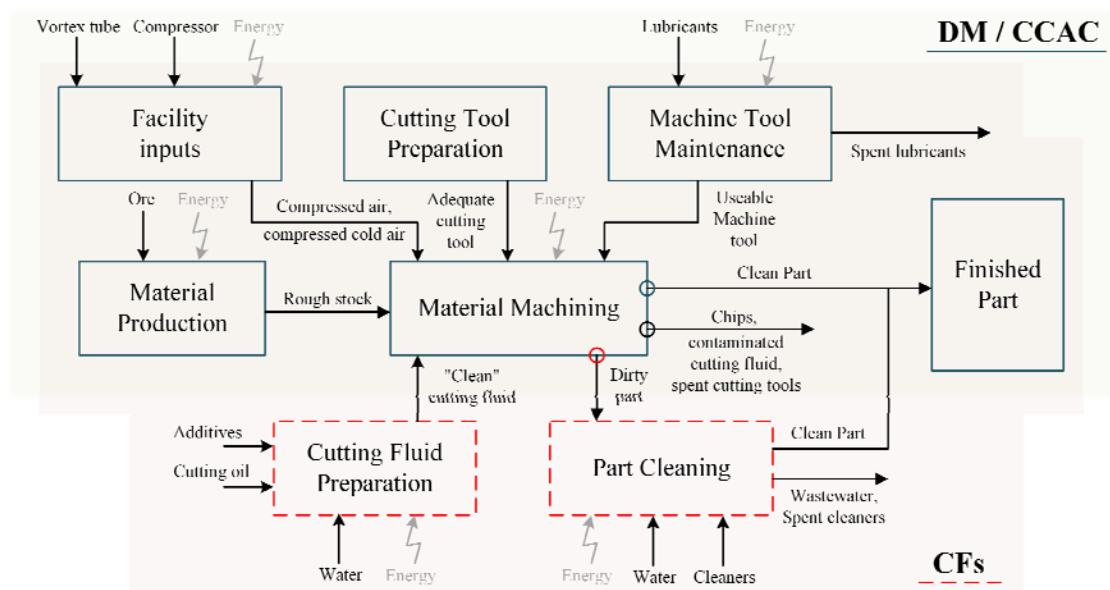 Vortex tube
Compressor
Energy
Lubricants
Energy
DM / CCAC
Facility
inputs
Cutting Tool
Preparation
Machine Tool
Maintenance
Spent lubricants
Ore
Energy
Compressed air,
compressed cold air
Adequate
cutting
tool
Energy
Useable
Machine
tool
Material
Production
Rough stock
Material Machining
Clean Part
Finished
Part
Chips,
contaminated
cutting fluid,
spent cutting tools
"Clean"
cutting fluid
Dirty
part
Additives
Cutting oil
Cutting Fluid
Preparation
Part Cleaning
Clean Part
Wastewater,
Spent cleaners
Water
Energy
Energy
Water
Cleaners
CFs